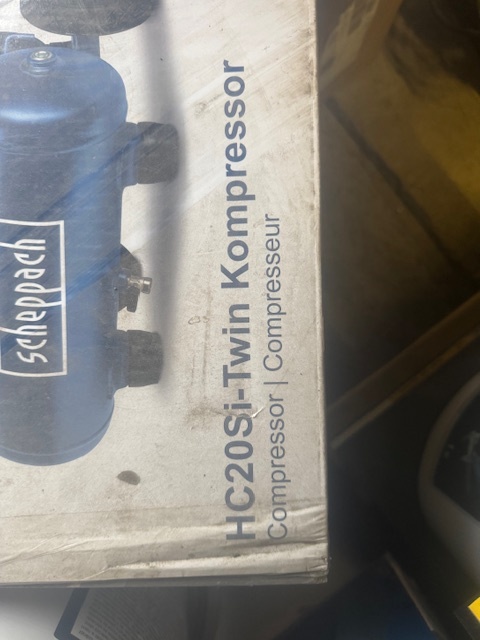 scheppach
HC20Si-Twin Kompressor
Compressor | Compresseur